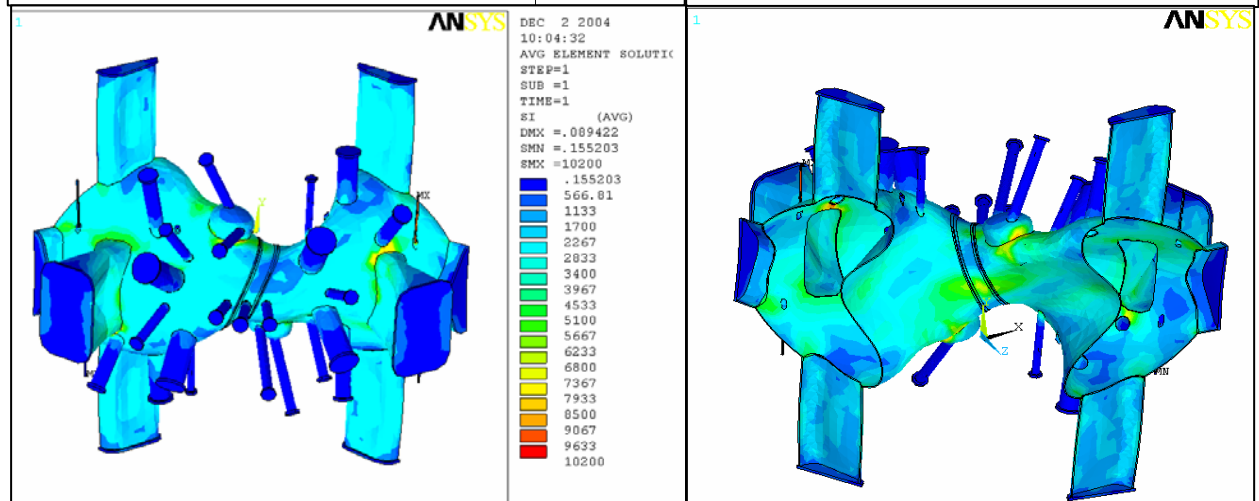 1
ANSYS
DEC 2 2004
10:04:32
AVG ELEMENT SOLUTI
STEP=1
SUB =1
TIME=1
SI (AVG)
DMX =.089422
SMN =.155203
SMX =10200
.155203
566.81
1133
1700
2267
2833
3400
3967
4533
5100
5667
6233
6800
7367
7933
8500
9067
9633
10200
MX
Y
1
ANSYS
X
Z
MN